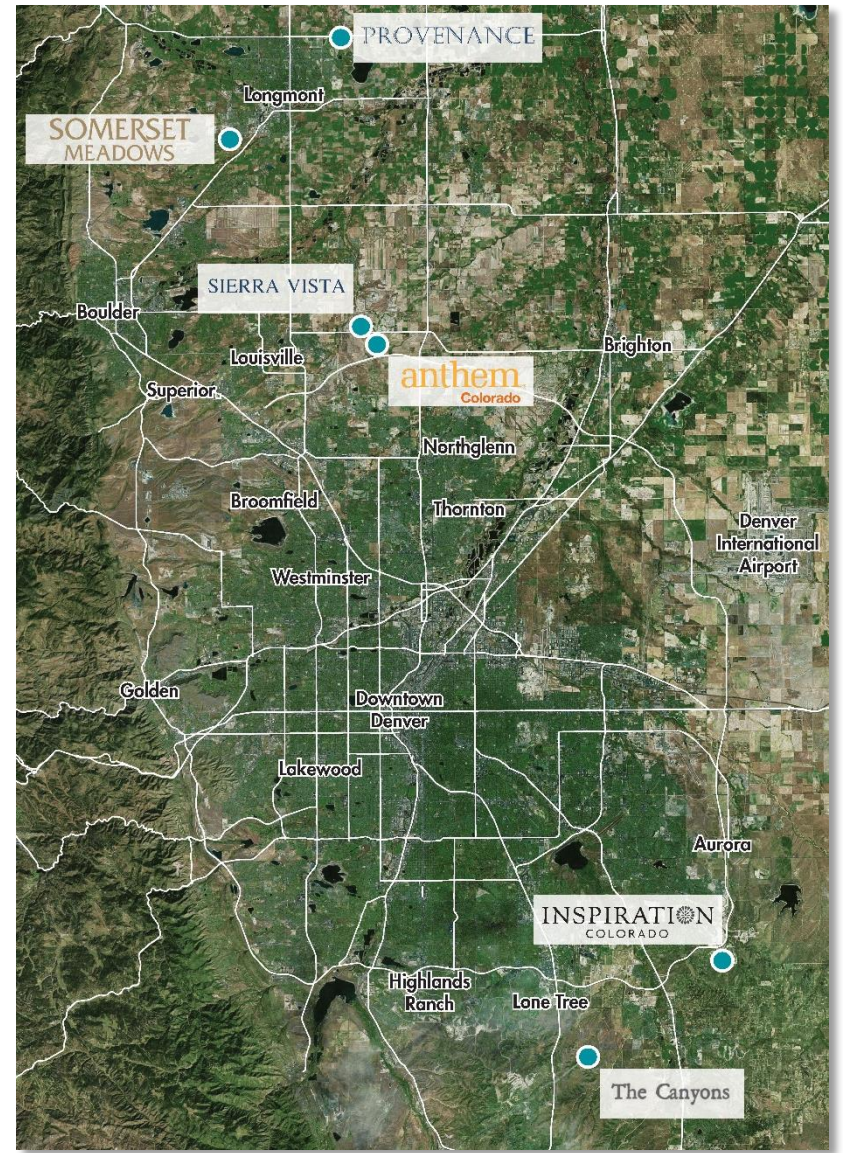 PROVENANCE
Longmont
SOMERSET
MEADOWS
SIERRA VISTA
Boulder
Louisville
Brighton
anthem
Colorado
Superior
Northglenn
Broomfield
Thornton
Denver
International
Airport
Westminster
Golden
Downtown
Denver
Lakewood
Aurora
INSPIRATION
COLORADO
Highlands
Ranch
Lone Tree
The Canyons